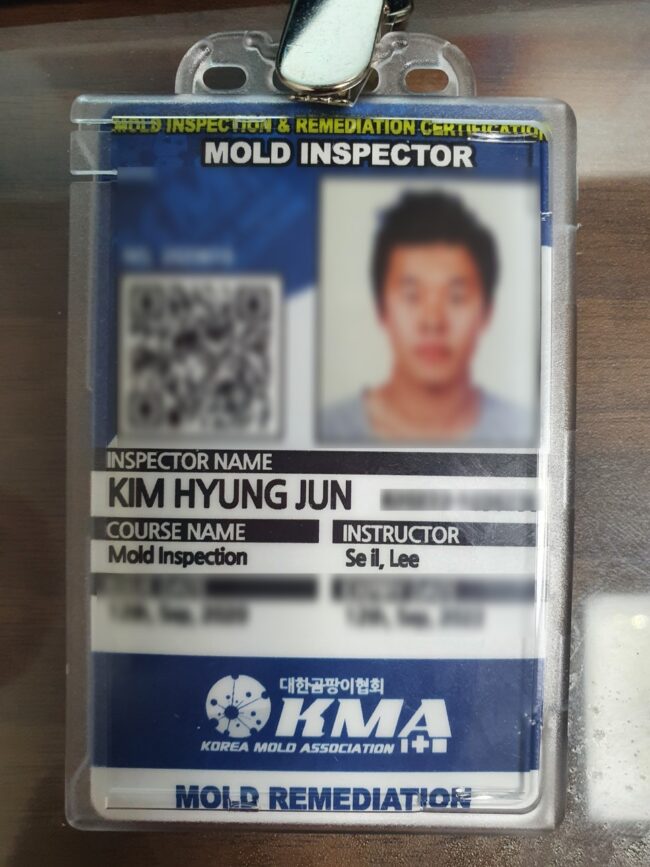 MOLD INSPECTION & REMEDIATION CERTIFICATION
MOLD INSPECTOR
INSPECTOR NAME
KIM HYUNG JUN
COURSE NAME
INSTRUCTOR
Mold Inspection
Se il, Lee
대한곰팡이협회
KMA
KOREA MOLD ASSOCIATION
MOLD REMEDIATION